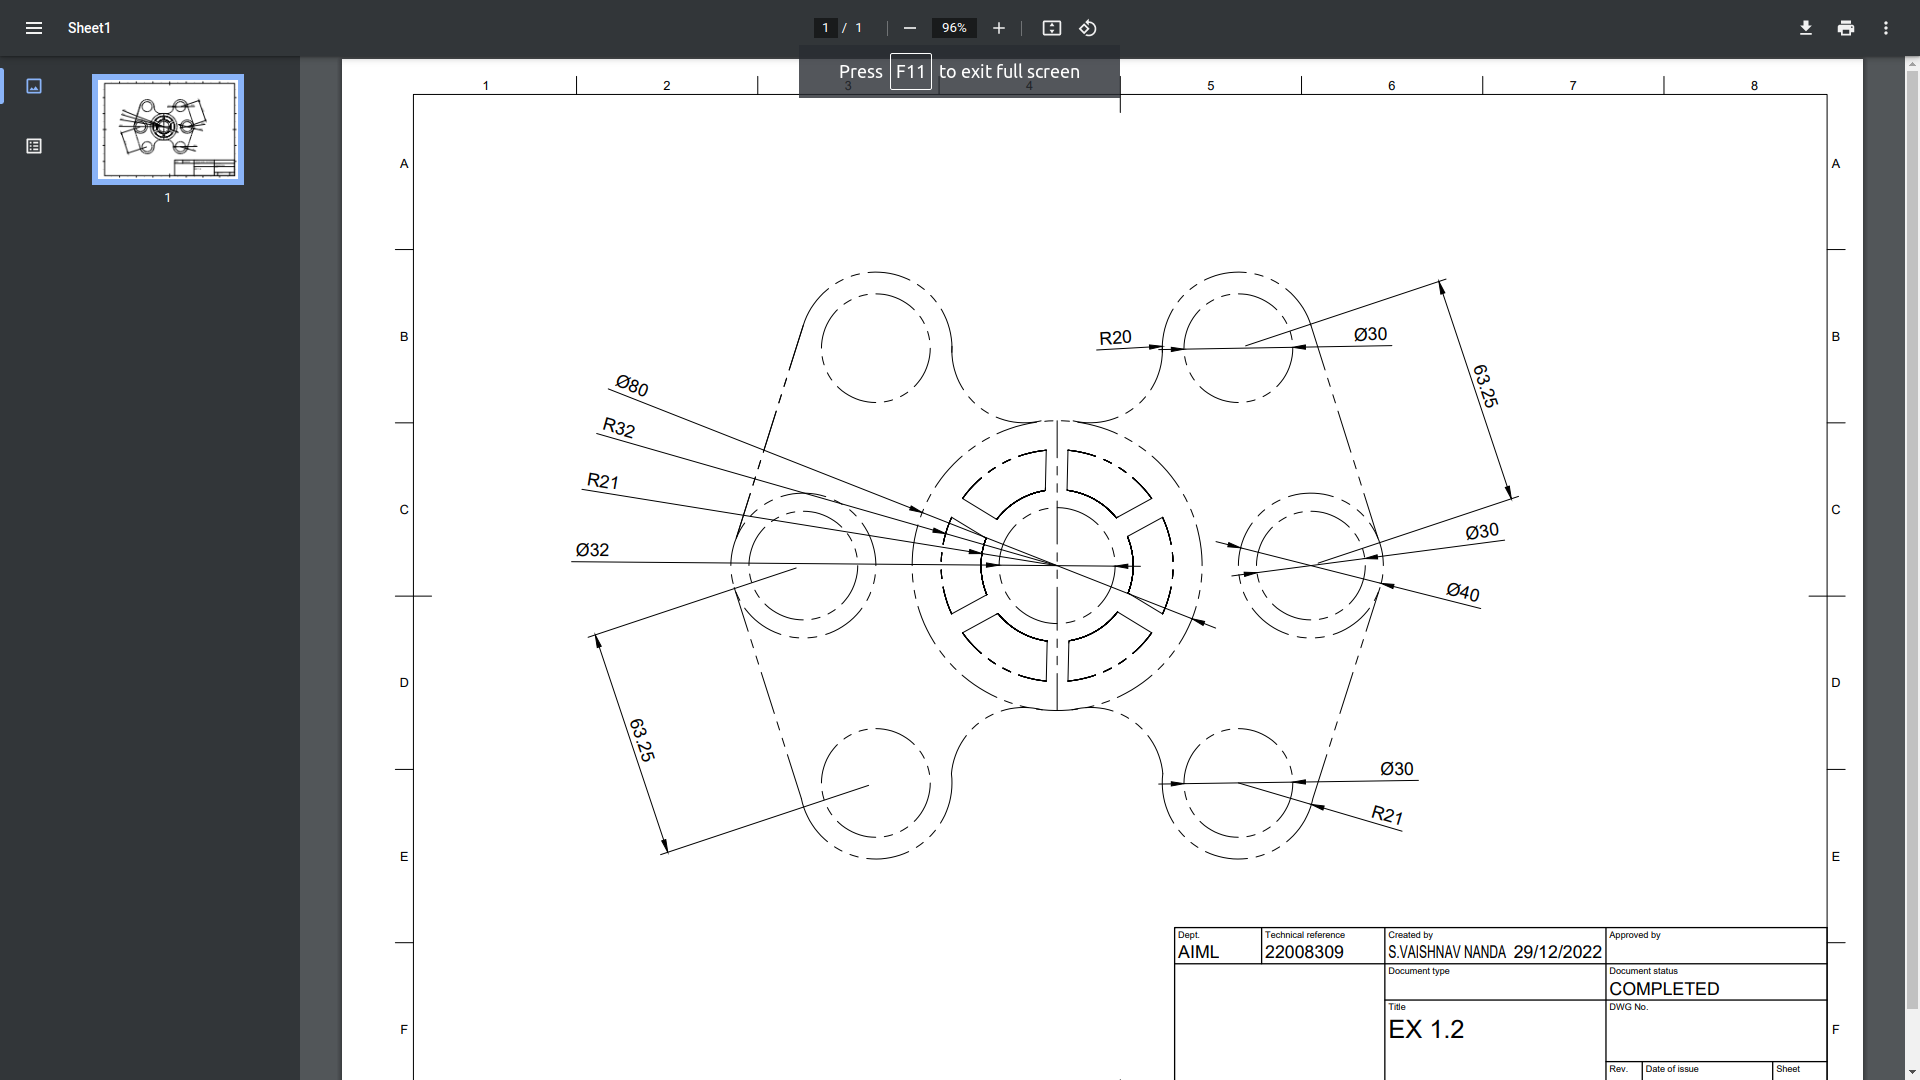 Sheet1
1 / 1
96%
Press F11 to exit full screen
1
1 2 3 4 5 6 7 8
A A
B B
R20
Ø30
63.25
Ø80
R32
R21
C C
Ø32
Ø30
Ø40
D D
63.25
Ø30
R21
E E
Dept.
AIML
Technical reference
22008309
Created by
S.VAISHNAV NANDA 29/12/2022
Approved by
Document type
Document status
COMPLETED
Title
EX 1.2
DWG No.
F F
Rev. Date of issue Sheet